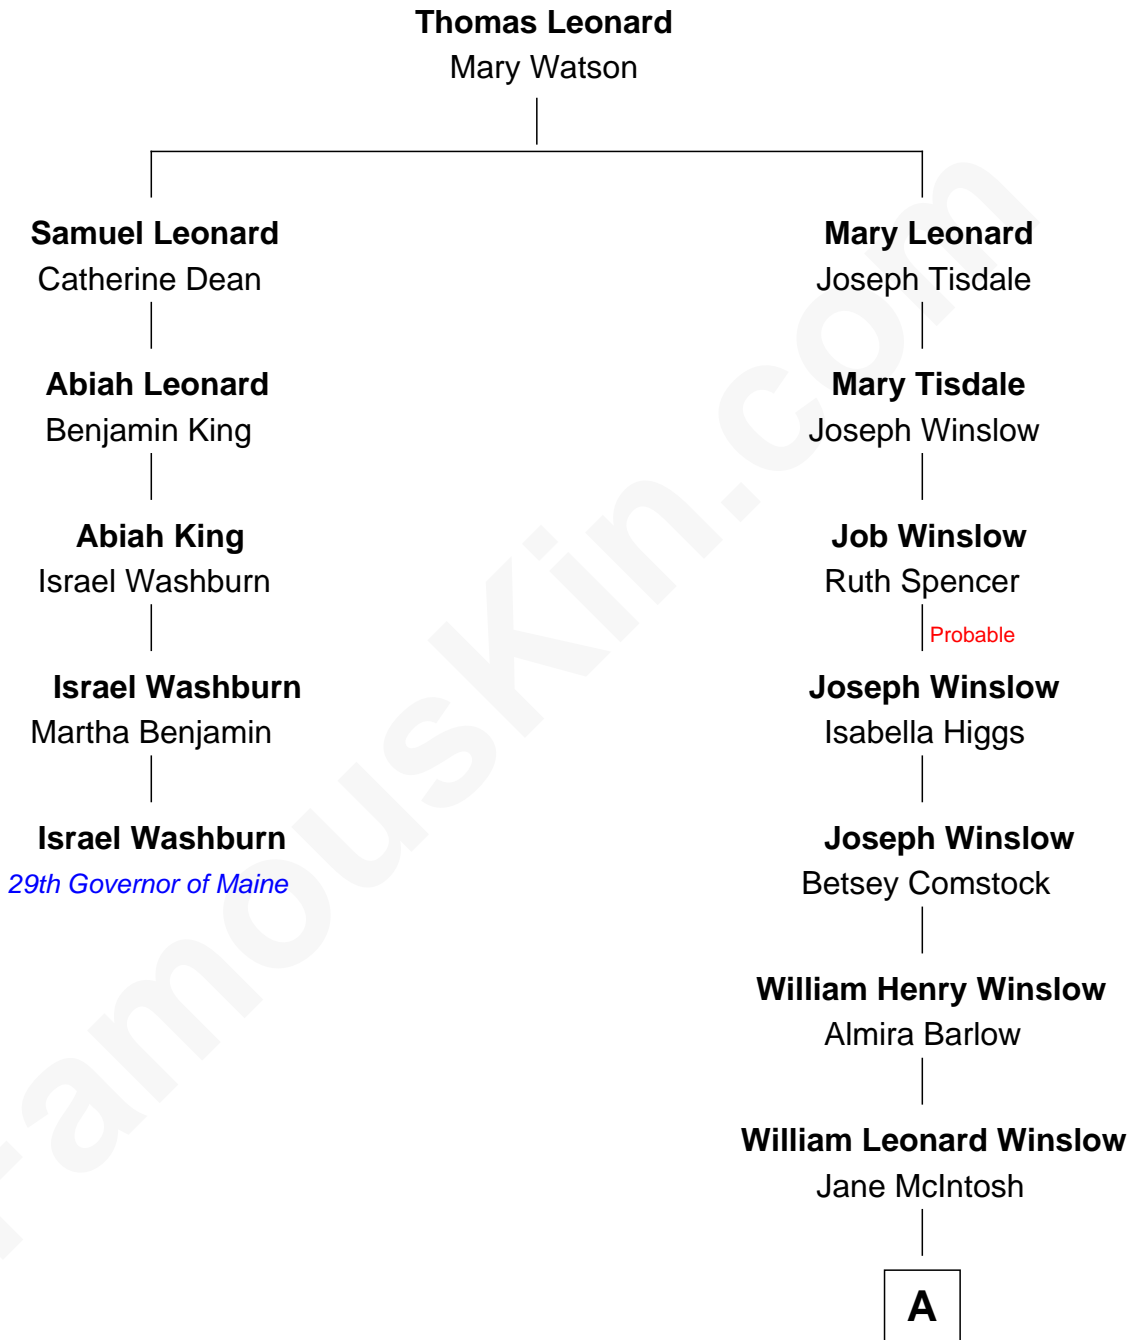 Thomas Leonard
Mary Watson
Samuel Leonard
Catherine Dean
Abiah Leonard
Benjamin King
Abiah King
Israel Washburn
Israel Washburn
Martha Benjamin
Israel Washburn
29th Governor of Maine
Mary Leonard
Joseph Tisdale
Mary Tisdale
Joseph Winslow
Job Winslow
Ruth Spencer
Probable
Joseph Winslow
Isabella Higgs
Joseph Winslow
Betsey Comstock
William Henry Winslow
Almira Barlow
William Leonard Winslow
Jane McIntosh
A
FamousKin.com